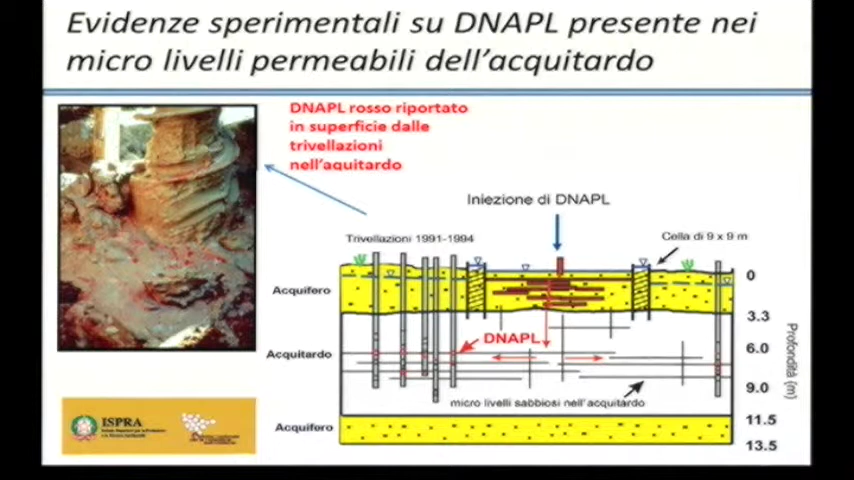 Evidenze sperimentali su DNAPL presente nei
micro livelli permeabili dell'acquitardo
DNAPL rosso riportato
in superficie dalle
trivellazioni
nell'aquitardo
Iniezione di DNAPL
Trivellazioni 1991-1994
Cella di 9 x 9 m
0
Acquifero
3.3
DNAPL
Acquitardo
6.0
Profondità (m)
9.0
micro livelli sabbiosi nell'acquitardo
11.5
Acquifero
13.5
ISPRA